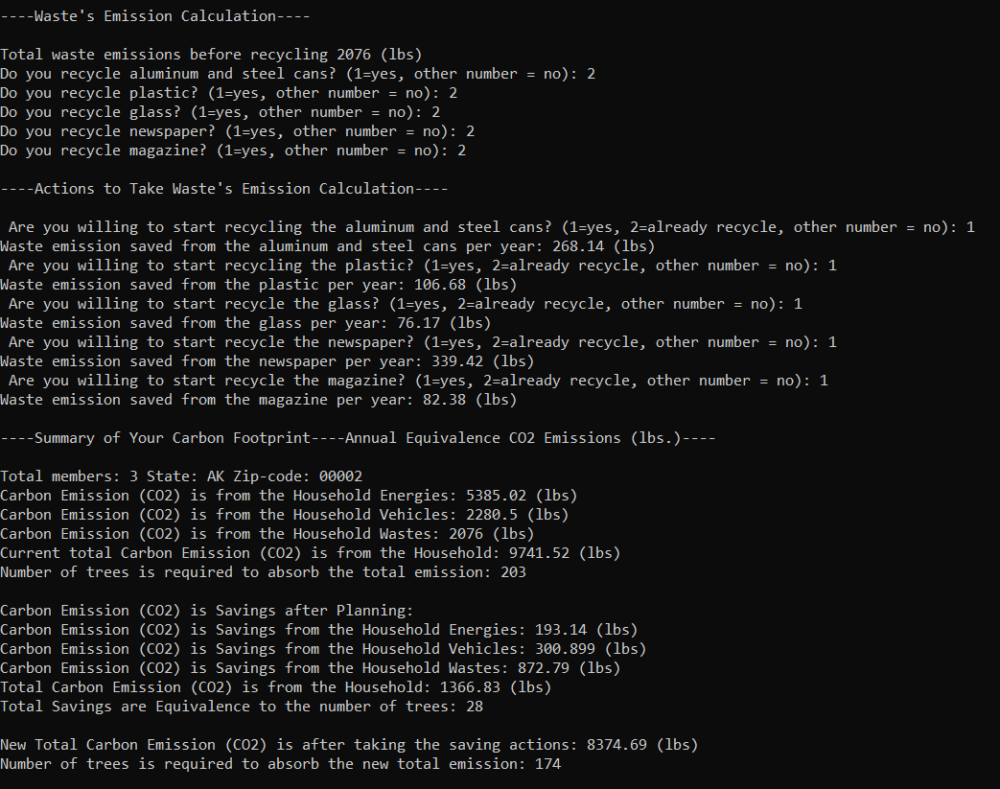 ----Waste's Emission Calculation----
Total waste emissions before recycling 2076 (lbs)
Do you recycle aluminum and steel cans? (1=yes, other number = no): 2
Do you recycle plastic? (1=yes, other number = no): 2
Do you recycle glass? (1=yes, other number = no): 2
Do you recycle newspaper? (1=yes, other number = no): 2
Do you recycle magazine? (1=yes, other number = no): 2
----Actions to Take Waste's Emission Calculation----
Are you willing to start recycling the aluminum and steel cans? (1=yes, 2=already recycle, other number = no): 1
Waste emission saved from the aluminum and steel cans per year: 268.14 (lbs)
Are you willing to start recycling the plastic? (1=yes, 2=already recycle, other number = no): 1
Waste emission saved from the plastic per year: 106.68 (lbs)
Are you willing to start recycle the glass? (1=yes, 2=already recycle, other number = no): 1
Waste emission saved from the glass per year: 76.17 (lbs)
Are you willing to start recycle the newspaper? (1=yes, 2=already recycle, other number = no): 1
Waste emission saved from the newspaper per year: 339.42 (lbs)
Are you willing to start recycle the magazine? (1=yes, 2=already recycle, other number = no): 1
Waste emission saved from the magazine per year: 82.38 (lbs)
----Summary of Your Carbon Footprint----Annual Equivalence CO2 Emissions (lbs.)----
Total members: 3 State: AK Zip-code: 00002
Carbon Emission (CO2) is from the Household Energies: 5385.02 (lbs)
Carbon Emission (CO2) is from the Household Vehicles: 2280.5 (lbs)
Carbon Emission (CO2) is from the Household Wastes: 2076 (lbs)
Current total Carbon Emission (CO2) is from the Household: 9741.52 (lbs)
Number of trees is required to absorb the total emission: 203
Carbon Emission (CO2) is Savings after Planning:
Carbon Emission (CO2) is Savings from the Household Energies: 193.14 (lbs)
Carbon Emission (CO2) is Savings from the Household Vehicles: 300.899 (lbs)
Carbon Emission (CO2) is Savings from the Household Wastes: 872.79 (lbs)
Total Carbon Emission (CO2) is from the Household: 1366.83 (lbs)
Total Savings are Equivalence to the number of trees: 28
New Total Carbon Emission (CO2) is after taking the saving actions: 8374.69 (lbs)
Number of trees is required to absorb the new total emission: 174